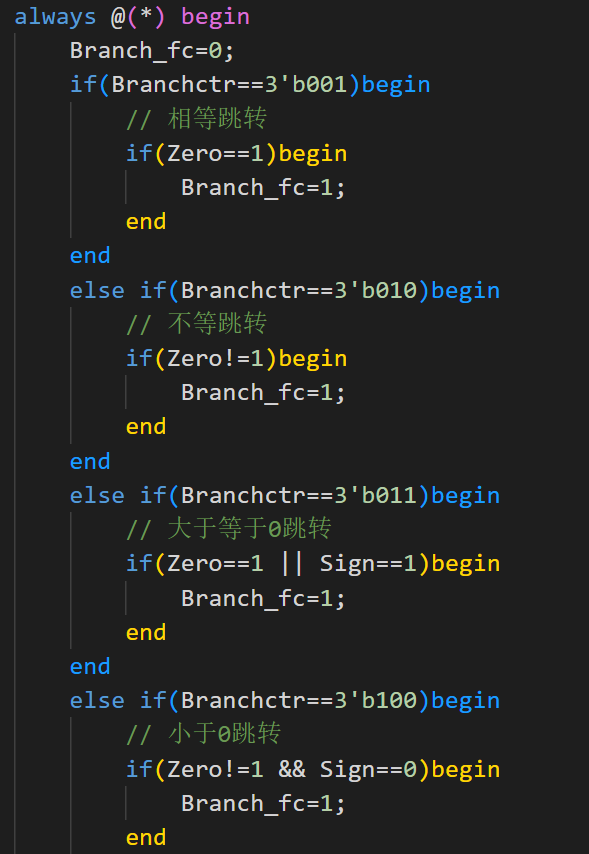 always @(*) begin
Branch_fc=0;
if(Branchctr==3'b001)begin
// 相等跳转
if(Zero==1)begin
Branch_fc=1;
end
end
else if(Branchctr==3'b010)begin
// 不等跳转
if(Zero!=1)begin
Branch_fc=1;
end
end
else if(Branchctr==3'b011)begin
// 大于等于0跳转
if(Zero==1 || Sign==1)begin
Branch_fc=1;
end
end
else if(Branchctr==3'b100)begin
// 小于0跳转
if(Zero!=1 && Sign==0)begin
Branch_fc=1;
end